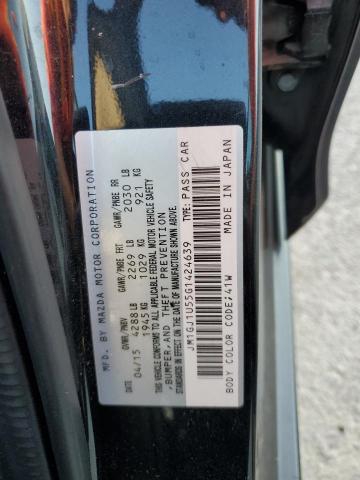 MFD. BY MAZDA MOTOR CORPORATION
GVWR/PNBV GAWR/PNBE FRT GAWR/PNBE RR
04/15 4288 LB 2269 LB 2030 LB
1945 KG 1029 KG 921 KG
THIS VEHICLE CONFORMS TO ALL APPLICABLE FEDERAL MOTOR VEHICLE SAFETY
, BUMPER, AND THEFT PREVENTION
STANDARDS IN EFFECT ON THE DATE OF MANUFACTURE SHOWN ABOVE.
JM1GJ1U55G1424639 TYPE: PASS CAR
BODY COLOR CODE:41W MADE IN JAPAN